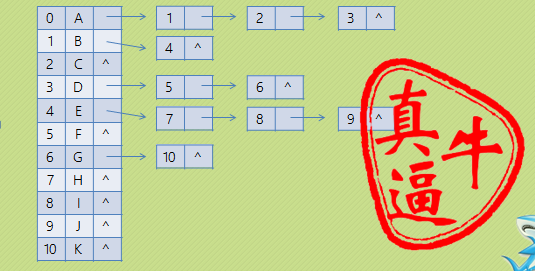 0 A 1 2 3 ^
1 B 4 ^
2 C ^
3 D 5 6 ^
4 E 7 8 9 ^
5 F ^
6 G 10 ^
7 H ^
8 I ^
9 J ^
10 K ^
真牛
逼